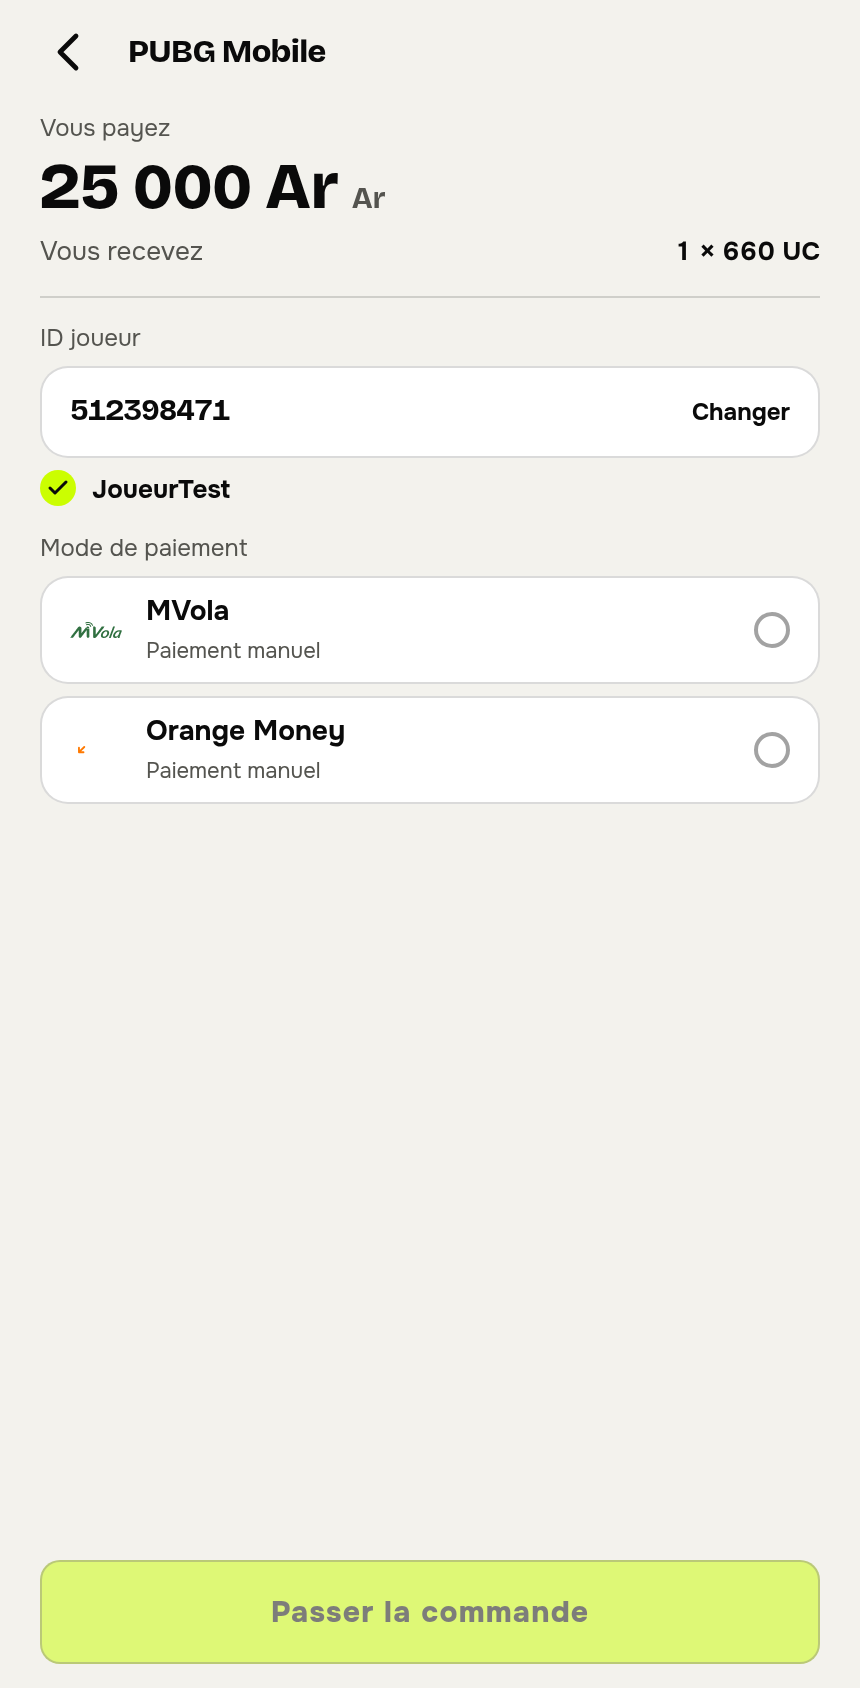 PUBG Mobile
Vous payez
25 000 Ar Ar
Vous recevez 1 × 660 UC
ID joueur
512398471 Changer
JoueurTest
Mode de paiement
MVola
MVola
Paiement manuel
Orange Money
Paiement manuel
Passer la commande